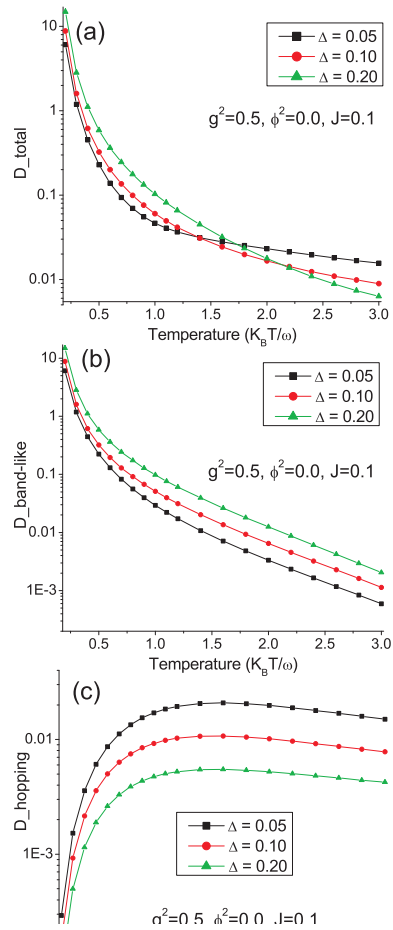 (a)
Δ = 0.05
Δ = 0.10
Δ = 0.20
g²=0.5, ϕ²=0.0, J=0.1
D_total
10
1
0.1
0.01
0.5 1.0 1.5 2.0 2.5 3.0
Temperature (K_BT/ω)
(b)
Δ = 0.05
Δ = 0.10
Δ = 0.20
g²=0.5, ϕ²=0.0, J=0.1
D_band-like
10
1
0.1
0.01
1E-3
0.5 1.0 1.5 2.0 2.5 3.0
Temperature (K_BT/ω)
(c)
D_hopping
0.01
1E-3
Δ = 0.05
Δ = 0.10
Δ = 0.20
g²=0.5, ϕ²=0.0, J=0.1